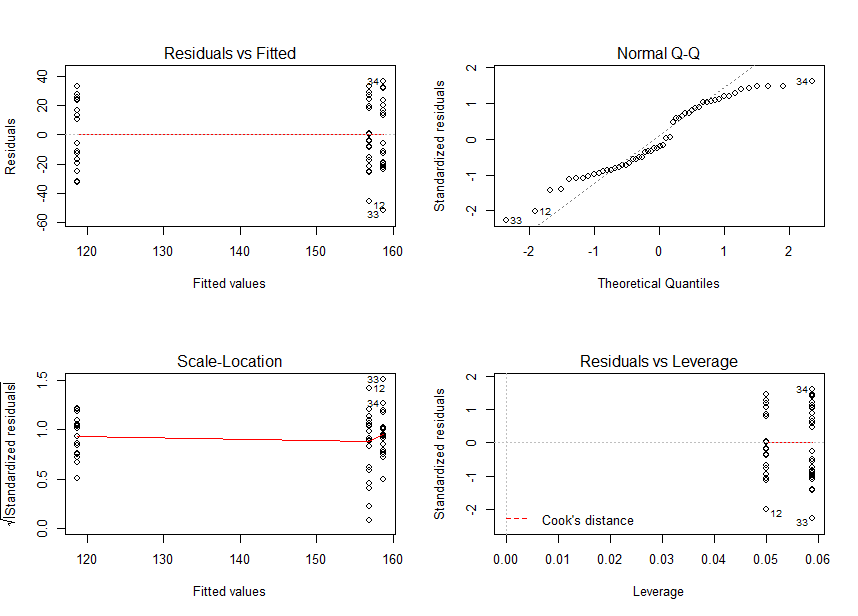 Residuals vs Fitted
Residuals
40
20
0
-20
-40
-60
34
12
33
120 130 140 150 160
Fitted values
Normal Q-Q
Standardized residuals
2
1
0
-1
-2
34
12
33
-2 -1 0 1 2
Theoretical Quantiles
Scale-Location
√|Standardized residuals|
1.5
1.0
0.5
0.0
33
12
34
120 130 140 150 160
Fitted values
Residuals vs Leverage
Standardized residuals
2
1
0
-1
-2
34
12
33
Cook's distance
0.00 0.01 0.02 0.03 0.04 0.05 0.06
Leverage